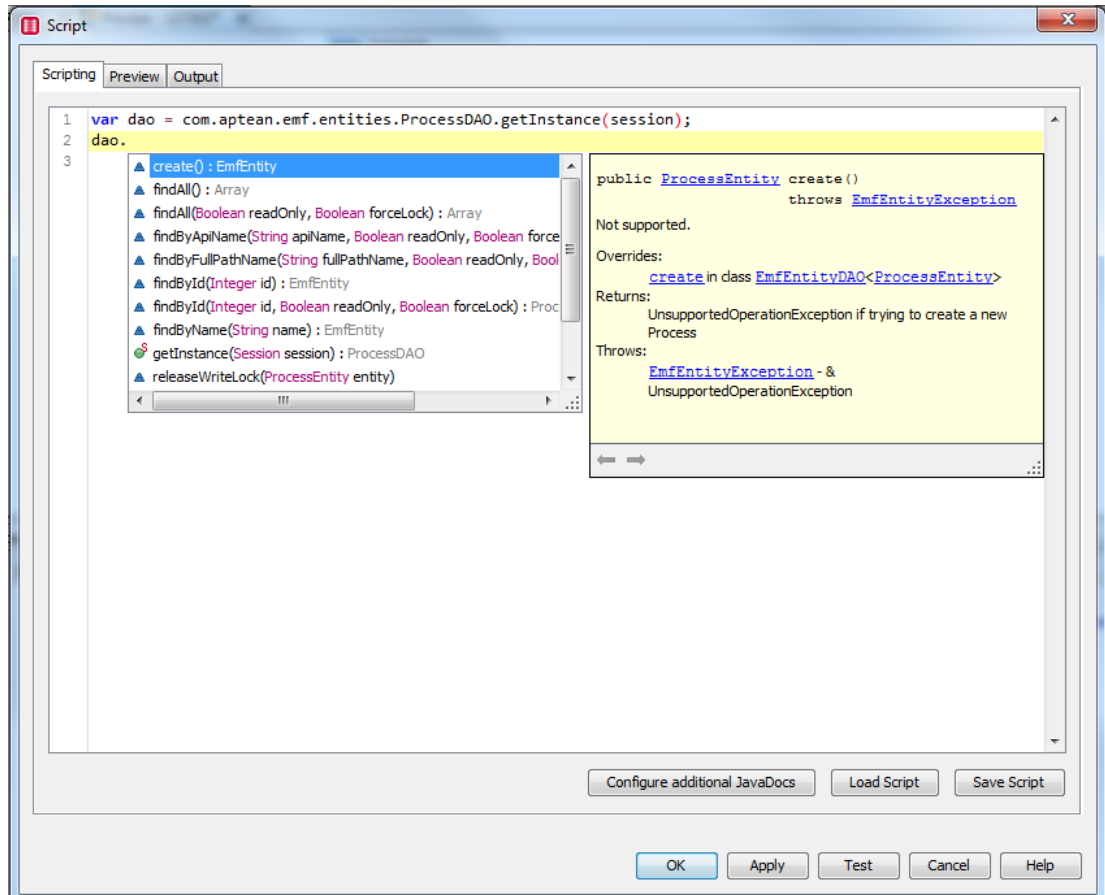 Script
Scripting Preview Output
1 var dao = com.aptean.emf.entities.ProcessDAO.getInstance(session);
2 dao.
3
create() : EmfEntity
findAll() : Array
findAll(Boolean readOnly, Boolean forceLock) : Array
findByApiName(String apiName, Boolean readOnly, Boolean force
findByFullPathName(String fullPathName, Boolean readOnly, Bool
findById(Integer id) : EmfEntity
findById(Integer id, Boolean readOnly, Boolean forceLock) : Proc
findByName(String name) : EmfEntity
getInstance(Session session) : ProcessDAO
releaseWriteLock(ProcessEntity entity)
public ProcessEntity create()
throws EmfEntityException
Not supported.
Overrides:
create in class EmfEntityDAO<ProcessEntity>
Returns:
UnsupportedOperationException if trying to create a new
Process
Throws:
EmfEntityException - &
UnsupportedOperationException
Configure additional JavaDocs Load Script Save Script
OK Apply Test Cancel Help